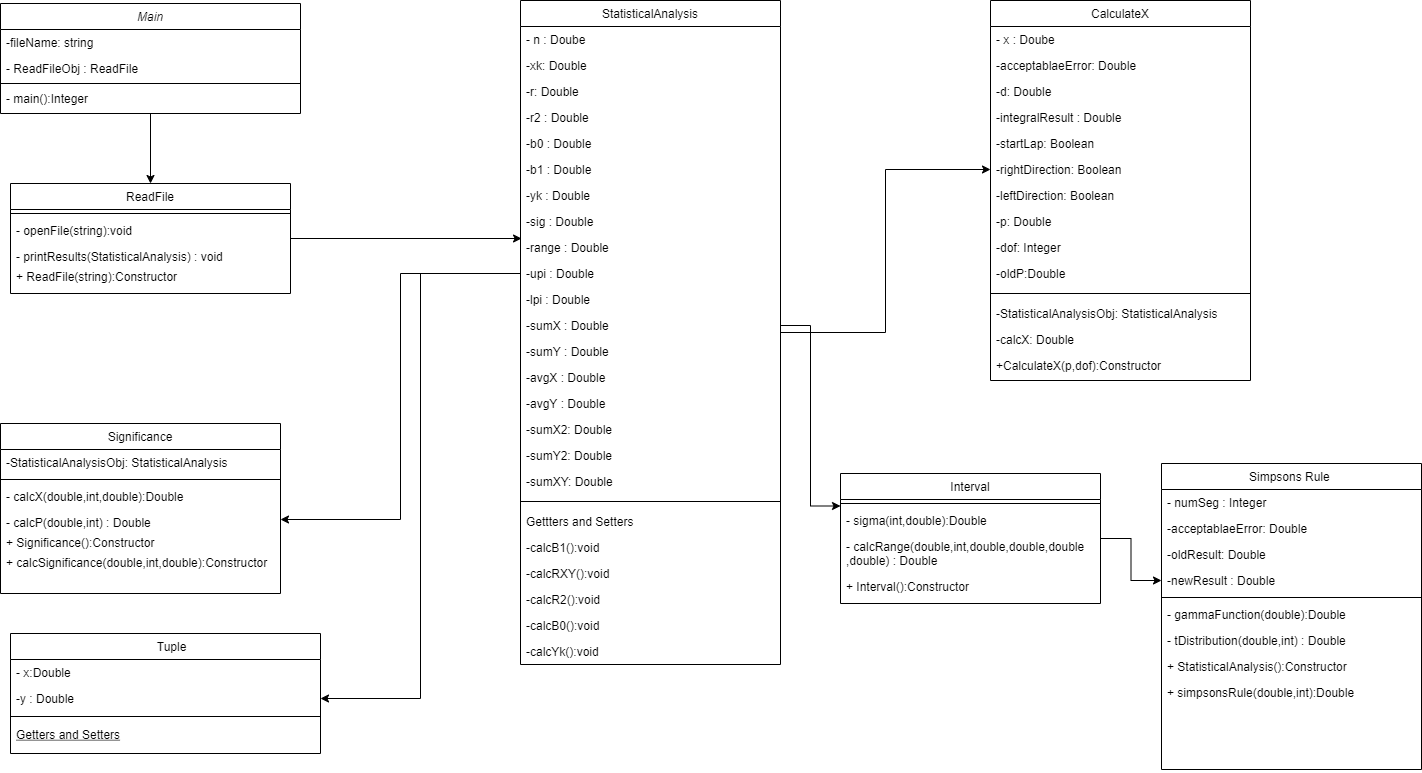 Main
-fileName: string
- ReadFileObj : ReadFile
- main():Integer
ReadFile
- openFile(string):void
- printResults(StatisticalAnalysis) : void
+ ReadFile(string):Constructor
StatisticalAnalysis
- n : Doube
-xk: Double
-r: Double
-r2 : Double
-b0 : Double
-b1 : Double
-yk : Double
-sig : Double
-range : Double
-upi : Double
-lpi : Double
-sumX : Double
-sumY : Double
-avgX : Double
-avgY : Double
-sumX2: Double
-sumY2: Double
-sumXY: Double
Gettters and Setters
-calcB1():void
-calcRXY():void
-calcR2():void
-calcB0():void
-calcYk():void
CalculateX
- x : Doube
-acceptablaeError: Double
-d: Double
-integralResult : Double
-startLap: Boolean
-rightDirection: Boolean
-leftDirection: Boolean
-p: Double
-dof: Integer
-oldP:Double
-StatisticalAnalysisObj: StatisticalAnalysis
-calcX: Double
+CalculateX(p,dof):Constructor
Significance
-StatisticalAnalysisObj: StatisticalAnalysis
- calcX(double,int,double):Double
- calcP(double,int) : Double
+ Significance():Constructor
+ calcSignificance(double,int,double):Constructor
Tuple
- x:Double
-y : Double
Getters and Setters
Interval
- sigma(int,double):Double
- calcRange(double,int,double,double,double
,double) : Double
+ Interval():Constructor
Simpsons Rule
- numSeg : Integer
-acceptablaeError: Double
-oldResult: Double
-newResult : Double
- gammaFunction(double):Double
- tDistribution(double,int) : Double
+ StatisticalAnalysis():Constructor
+ simpsonsRule(double,int):Double